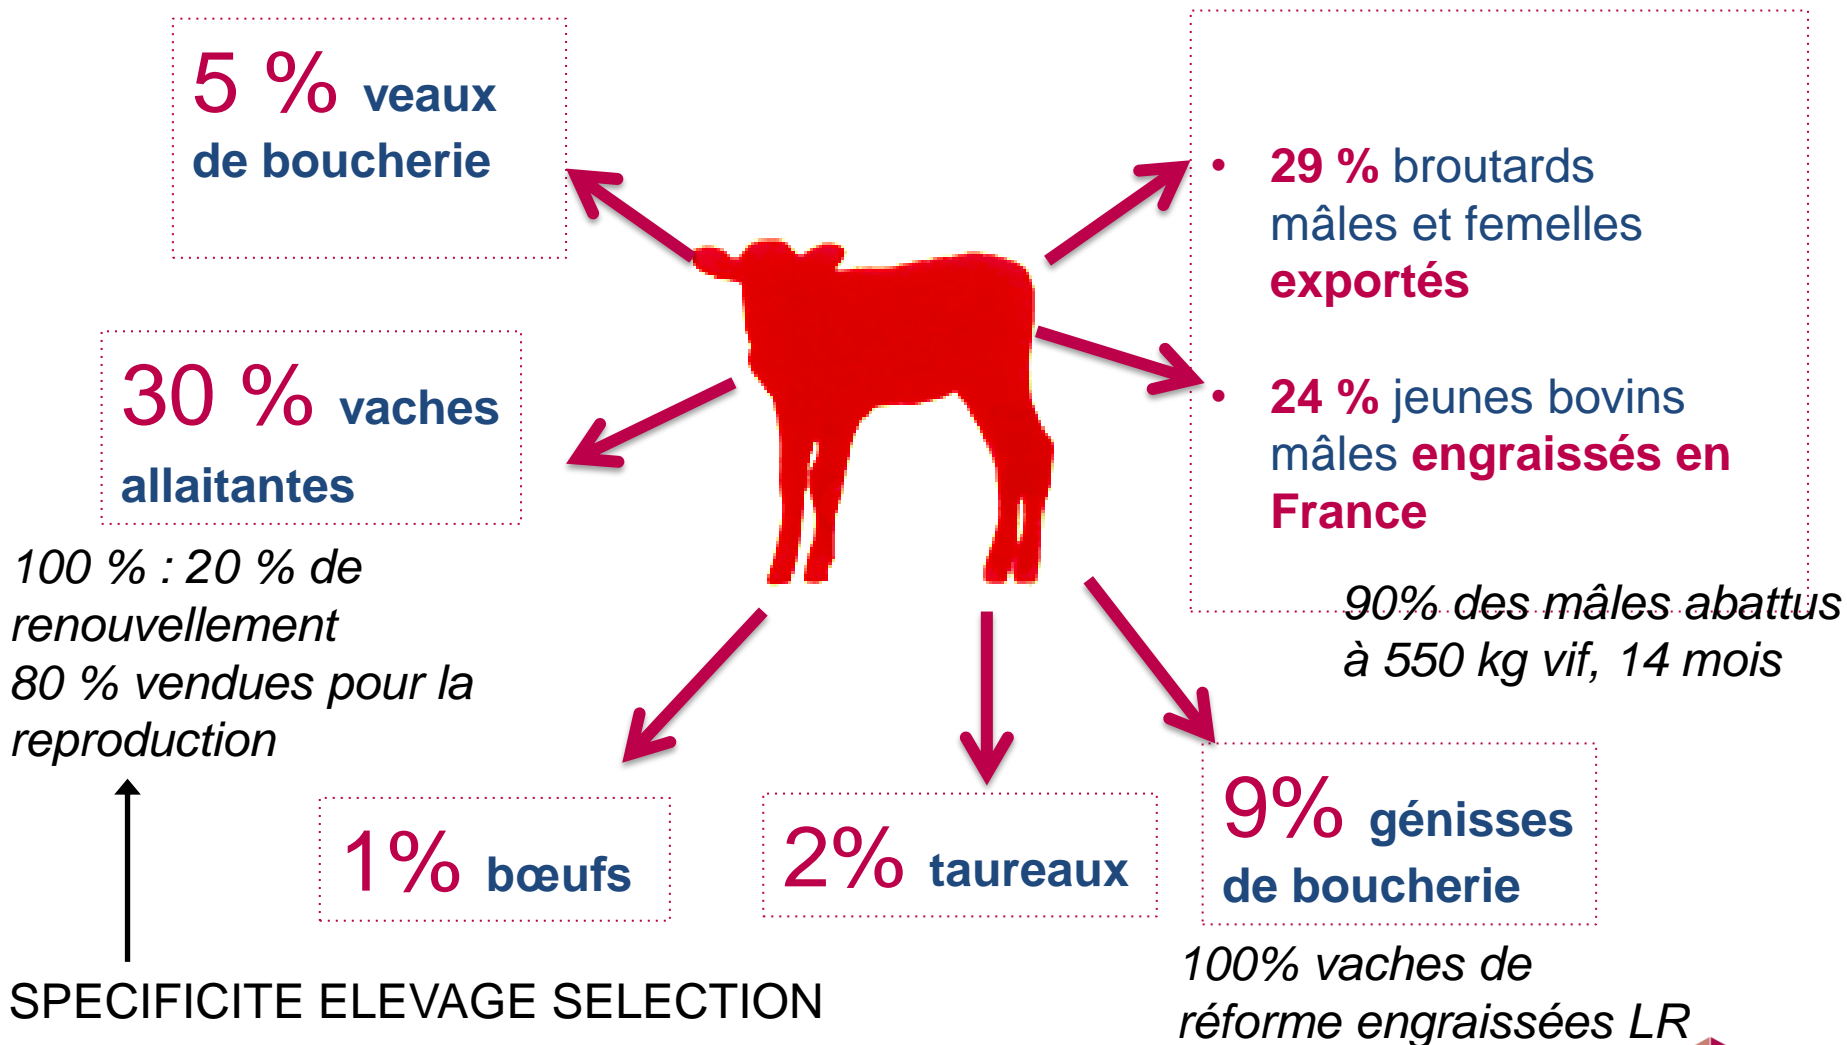 5 % veaux
de boucherie
• 29 % broutards
mâles et femelles
exportés
30 % vaches
allaitantes
• 24 % jeunes bovins
mâles engraissés en
France
100 % : 20 % de
renouvellement
80 % vendues pour la
reproduction
90% des mâles abattus
à 550 kg vif, 14 mois
1% bœufs
2% taureaux
9% génisses
de boucherie
SPECIFICITE ELEVAGE SELECTION
100% vaches de
réforme engraissées LR